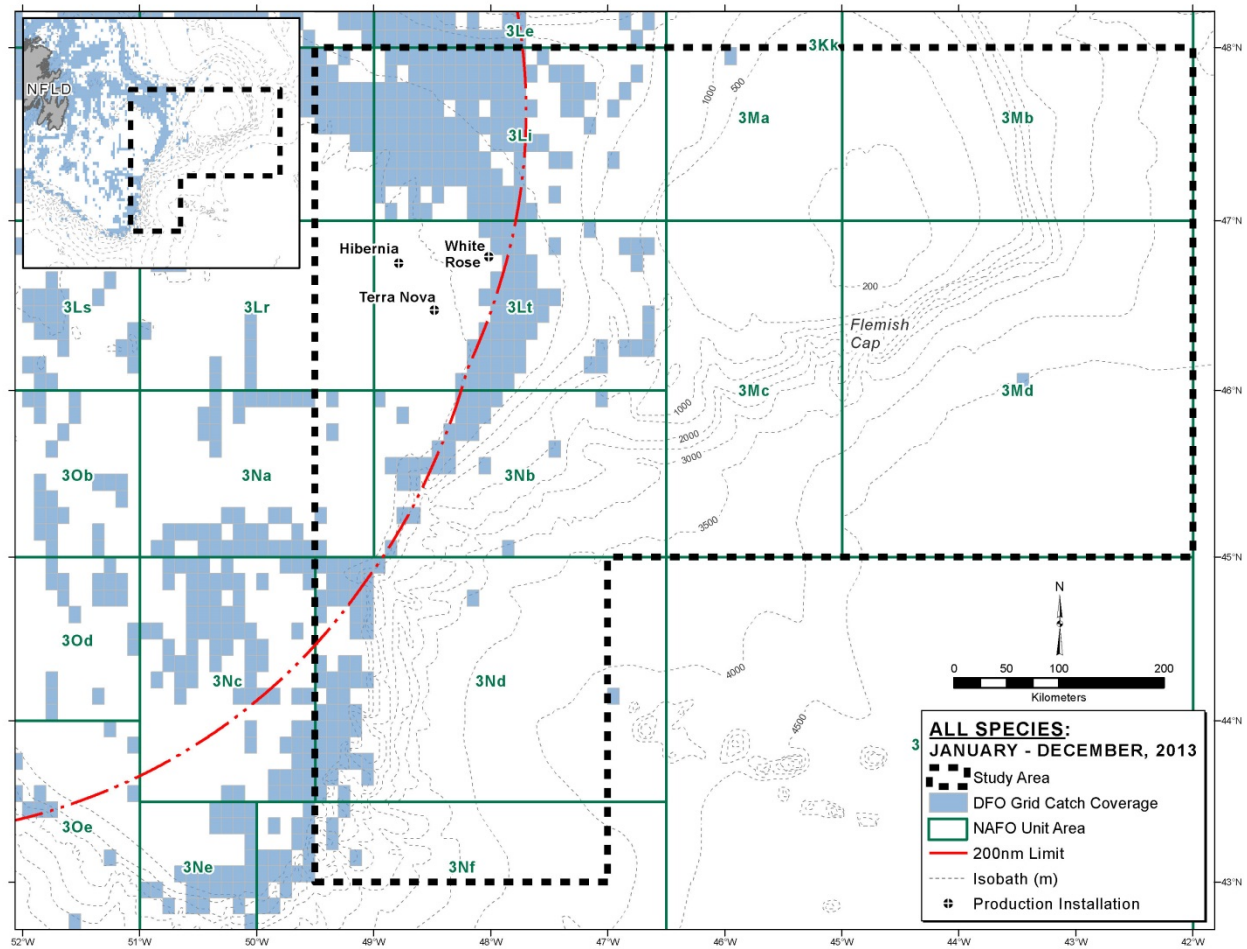 NFLD
3Le
3Kk
48°N
1000
500
3Li
3Ma
3Mb
47°N
Hibernia
White
Rose
Terra Nova
200
3Ls
3Lr
3Lt
Flemish
Cap
46°N
3Mc
3Md
1000
2000
3000
3Ob
3Na
3Nb
3500
45°N
N
3Od
3Nc
3Nd
4000
4500
0 50 100 200
Kilometers
44°N
3
ALL SPECIES:
JANUARY - DECEMBER, 2013
Study Area
DFO Grid Catch Coverage
NAFO Unit Area
200nm Limit
Isobath (m)
Production Installation
3Oe
3Ne
3Nf
43°N
52°W 51°W 50°W 49°W 48°W 47°W 46°W 45°W 44°W 43°W 42°W